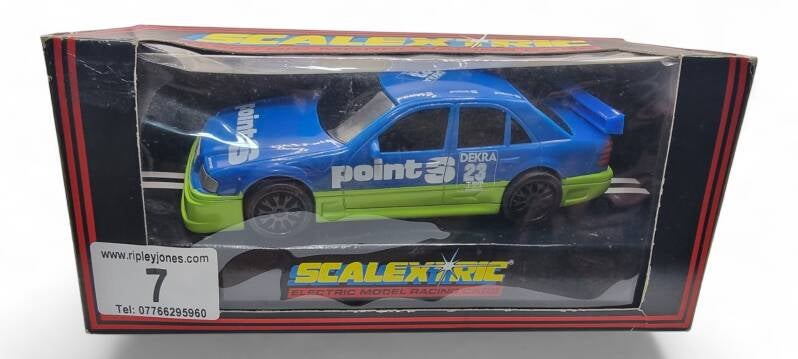 SCALEXTRIC
point S
point S
DEKRA
23
SCALEXTRIC
ELECTRIC MODEL RACING CARS
www.ripleyjones.com
7
Tel: 07766295960